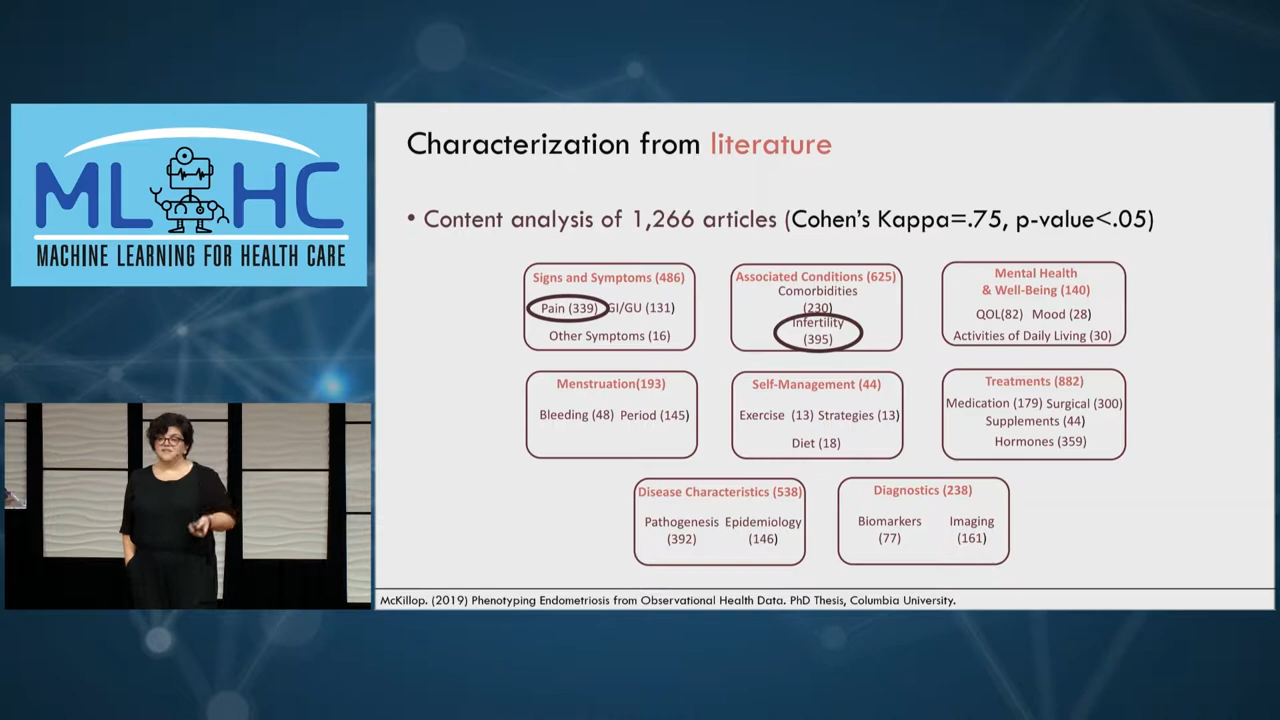 ML HC
MACHINE LEARNING FOR HEALTH CARE
Characterization from literature
• Content analysis of 1,266 articles (Cohen's Kappa=.75, p-value<.05)
Signs and Symptoms (486)
Pain (339) GI/GU (131)
Other Symptoms (16)
Associated Conditions (625)
Comorbidities
(230)
Infertility
(395)
Mental Health
& Well-Being (140)
QOL(82) Mood (28)
Activities of Daily Living (30)
Menstruation(193)
Bleeding (48) Period (145)
Self-Management (44)
Exercise (13) Strategies (13)
Diet (18)
Treatments (882)
Medication (179) Surgical (300)
Supplements (44)
Hormones (359)
Disease Characteristics (538)
Pathogenesis Epidemiology
(392) (146)
Diagnostics (238)
Biomarkers Imaging
(77) (161)
McKillop. (2019) Phenotyping Endometriosis from Observational Health Data. PhD Thesis, Columbia University.